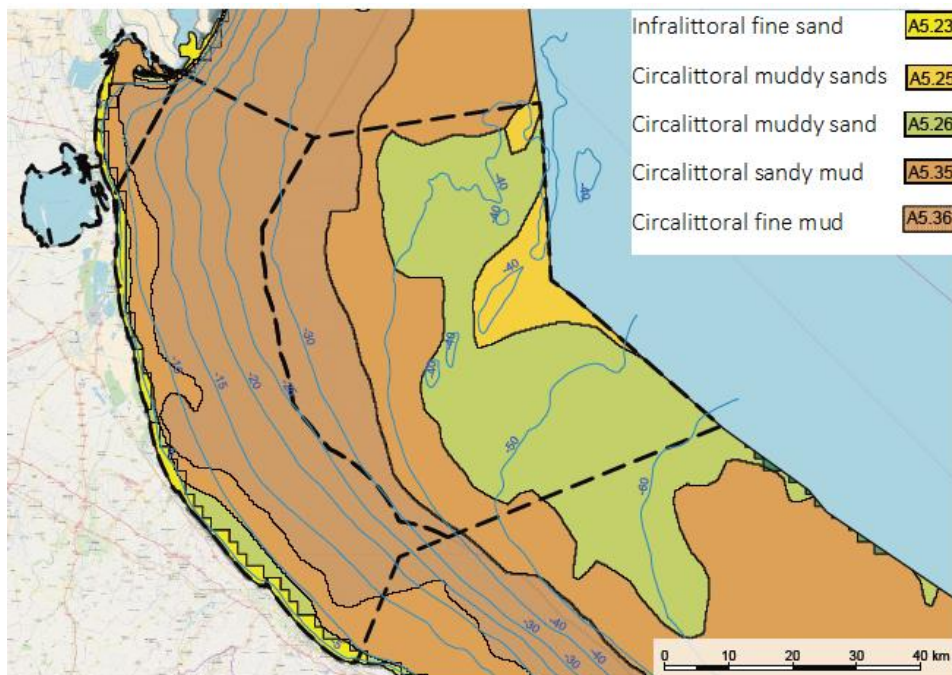 Infralittoral fine sand A5.23
Circalittoral muddy sands A5.25
Circalittoral muddy sand A5.26
Circalittoral sandy mud A5.35
Circalittoral fine mud A5.36
-40
-40
-40
-40
-30
-40
-40
-15
-20
-50
-60
-30
-40
-30
-40
0 10 20 30 40 km